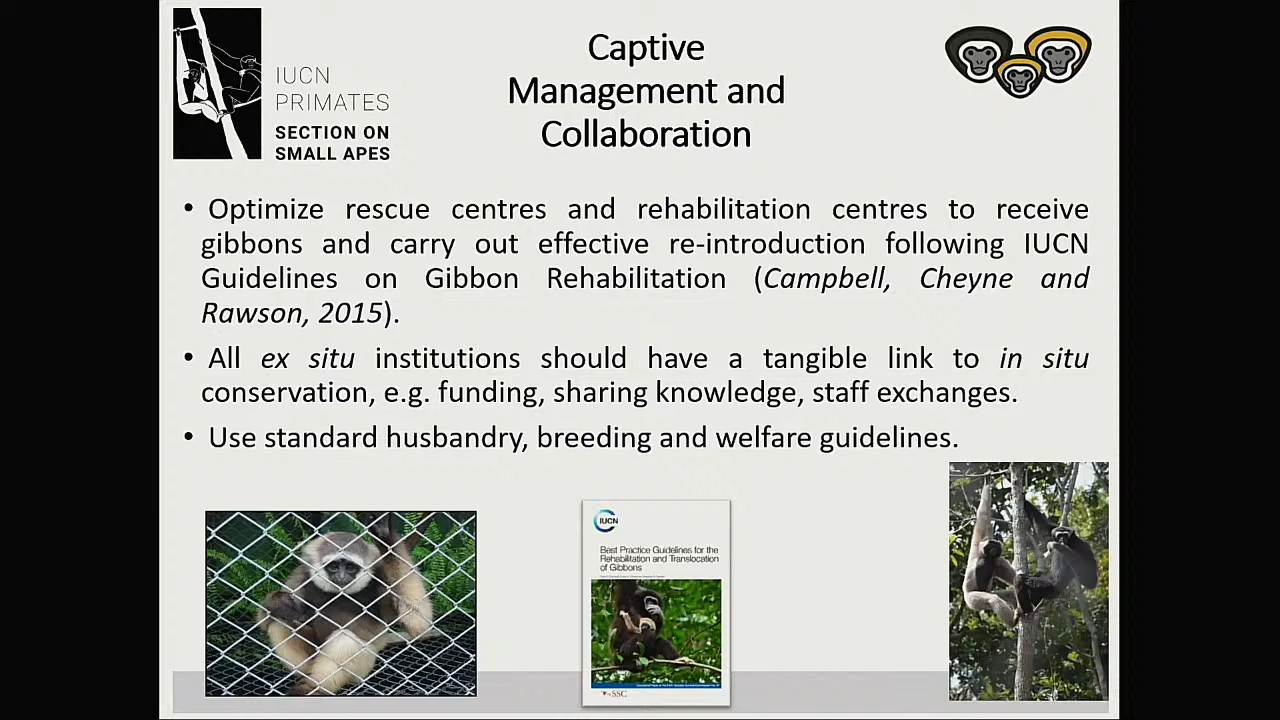 IUCN
PRIMATES
SECTION ON
SMALL APES
Captive
Management and
Collaboration
• Optimize rescue centres and rehabilitation centres to receive
gibbons and carry out effective re-introduction following IUCN
Guidelines on Gibbon Rehabilitation (Campbell, Cheyne and
Rawson, 2015).
• All ex situ institutions should have a tangible link to in situ
conservation, e.g. funding, sharing knowledge, staff exchanges.
• Use standard husbandry, breeding and welfare guidelines.
IUCN
Best Practice Guidelines for the
Rehabilitation and Translocation
of Gibbons
SSC